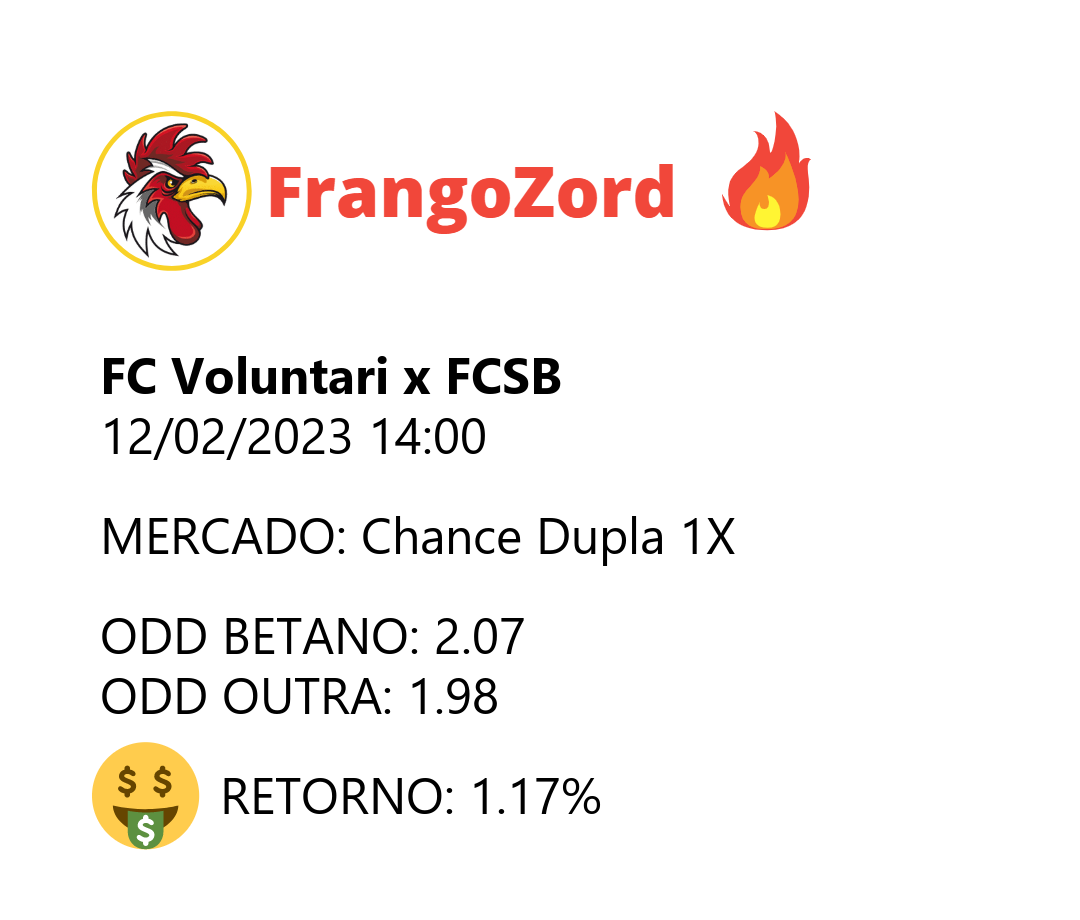 FrangoZord
FC Voluntari x FCSB
12/02/2023 14:00
MERCADO: Chance Dupla 1X
ODD BETANO: 2.07
ODD OUTRA: 1.98
$ $
$
RETORNO: 1.17%